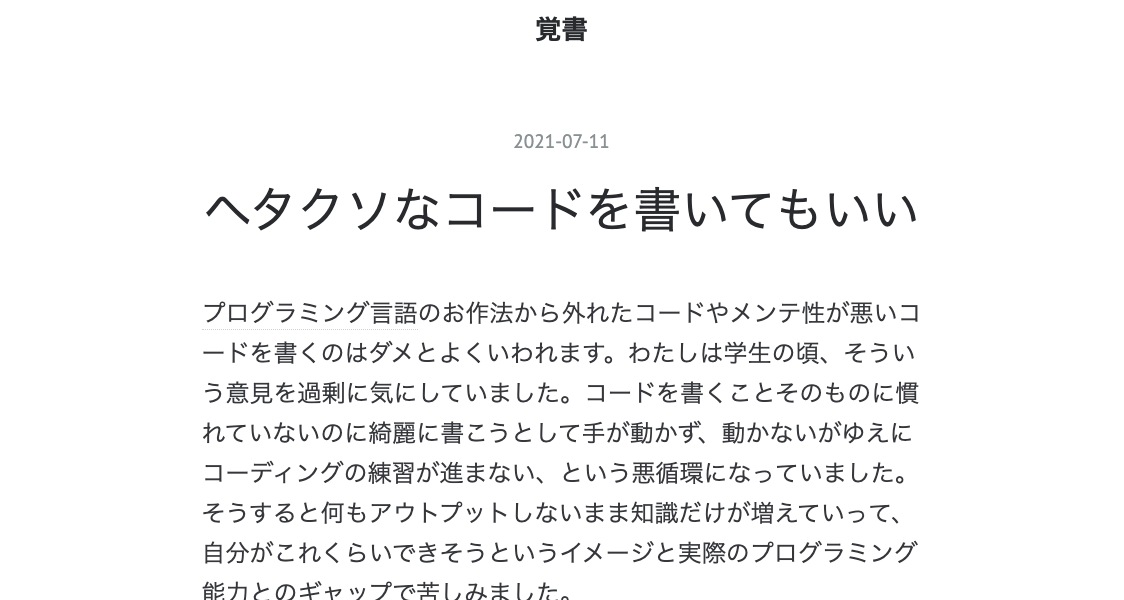 覚書
2021-07-11
ヘタクソなコードを書いてもいい
プログラミング言語のお作法から外れたコードやメンテ性が悪いコ
ードを書くのはダメとよくいわれます。わたしは学生の頃、そうい
う意見を過剰に気にしていました。コードを書くことそのものに慣
れていないのに綺麗に書こうとして手が動かず、動かないがゆえに
コーディングの練習が進まない、という悪循環になっていました。
そうすると何もアウトプットしないまま知識だけが増えていって、
自分がこれくらいできそうというイメージと実際のプログラミング
能力とのギャップで苦しみました。